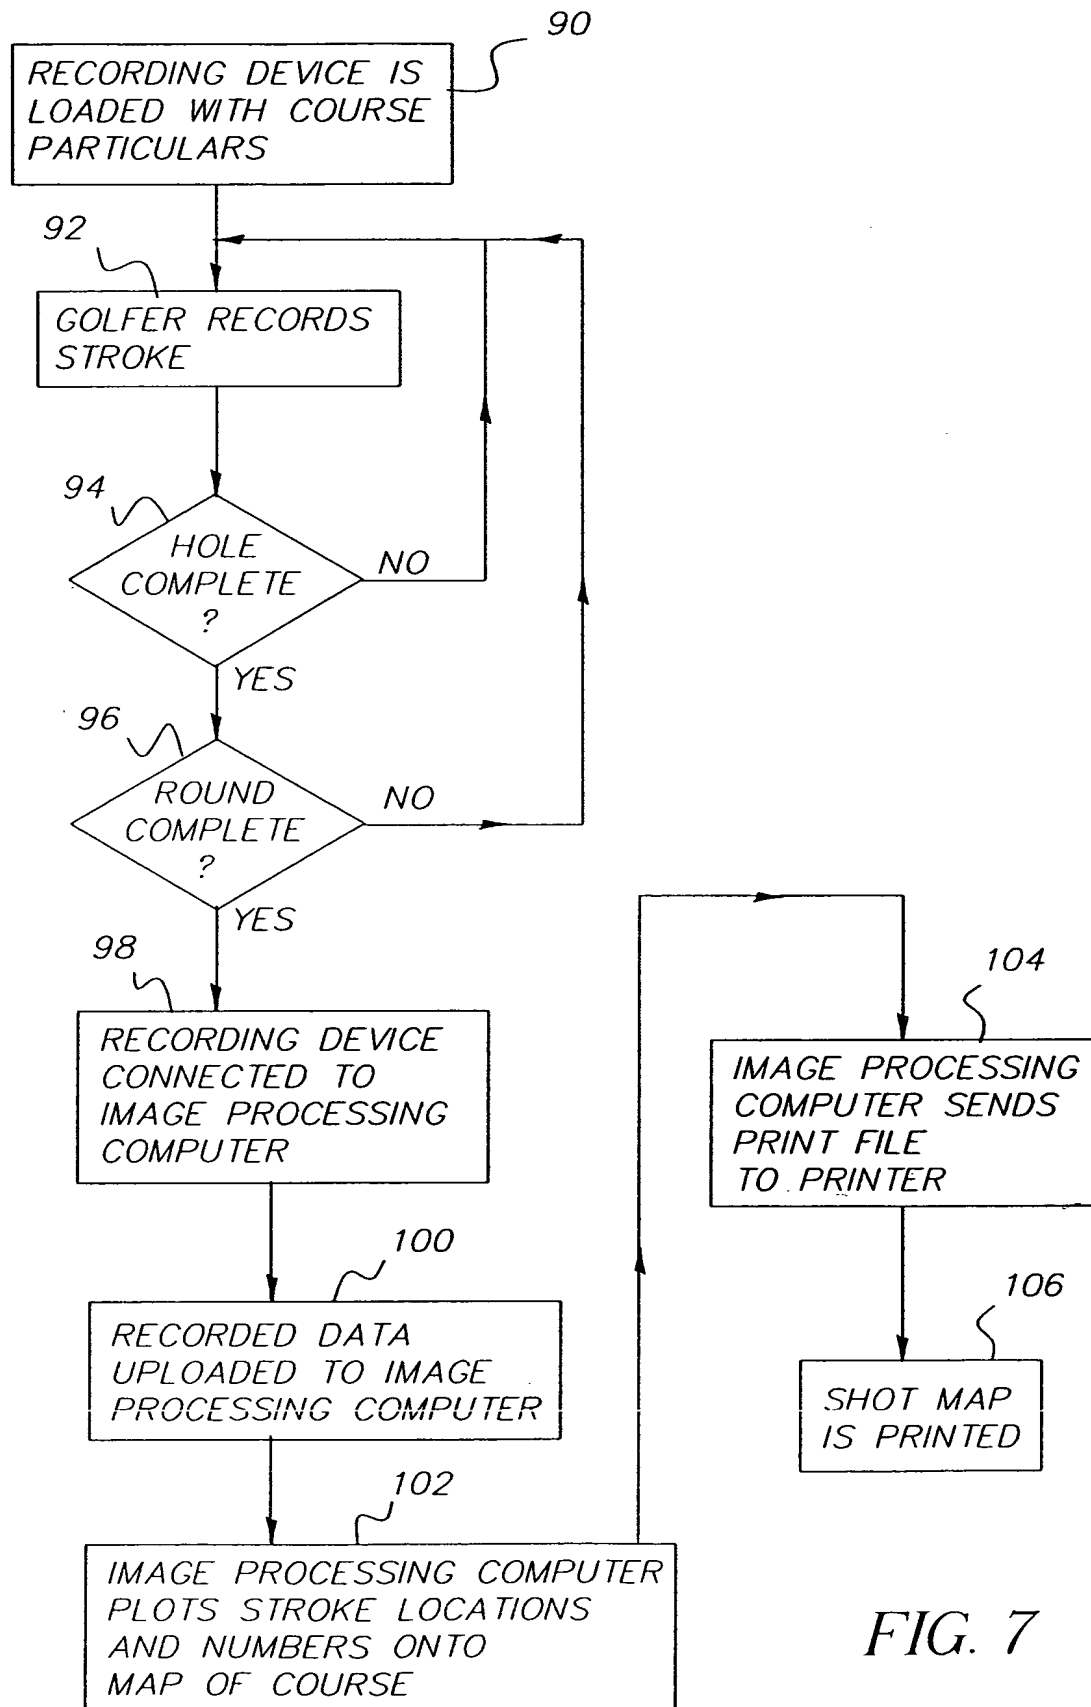 90
RECORDING DEVICE IS
LOADED WITH COURSE
PARTICULARS
92
GOLFER RECORDS
STROKE
94
HOLE
COMPLETE
?
NO
YES
96
ROUND
COMPLETE
?
NO
YES
98
RECORDING DEVICE
CONNECTED TO
IMAGE PROCESSING
COMPUTER
100
RECORDED DATA
UPLOADED TO IMAGE
PROCESSING COMPUTER
102
IMAGE PROCESSING COMPUTER
PLOTS STROKE LOCATIONS
AND NUMBERS ONTO
MAP OF COURSE
104
IMAGE PROCESSING
COMPUTER SENDS
PRINT FILE
TO PRINTER
106
SHOT MAP
IS PRINTED
FIG. 7